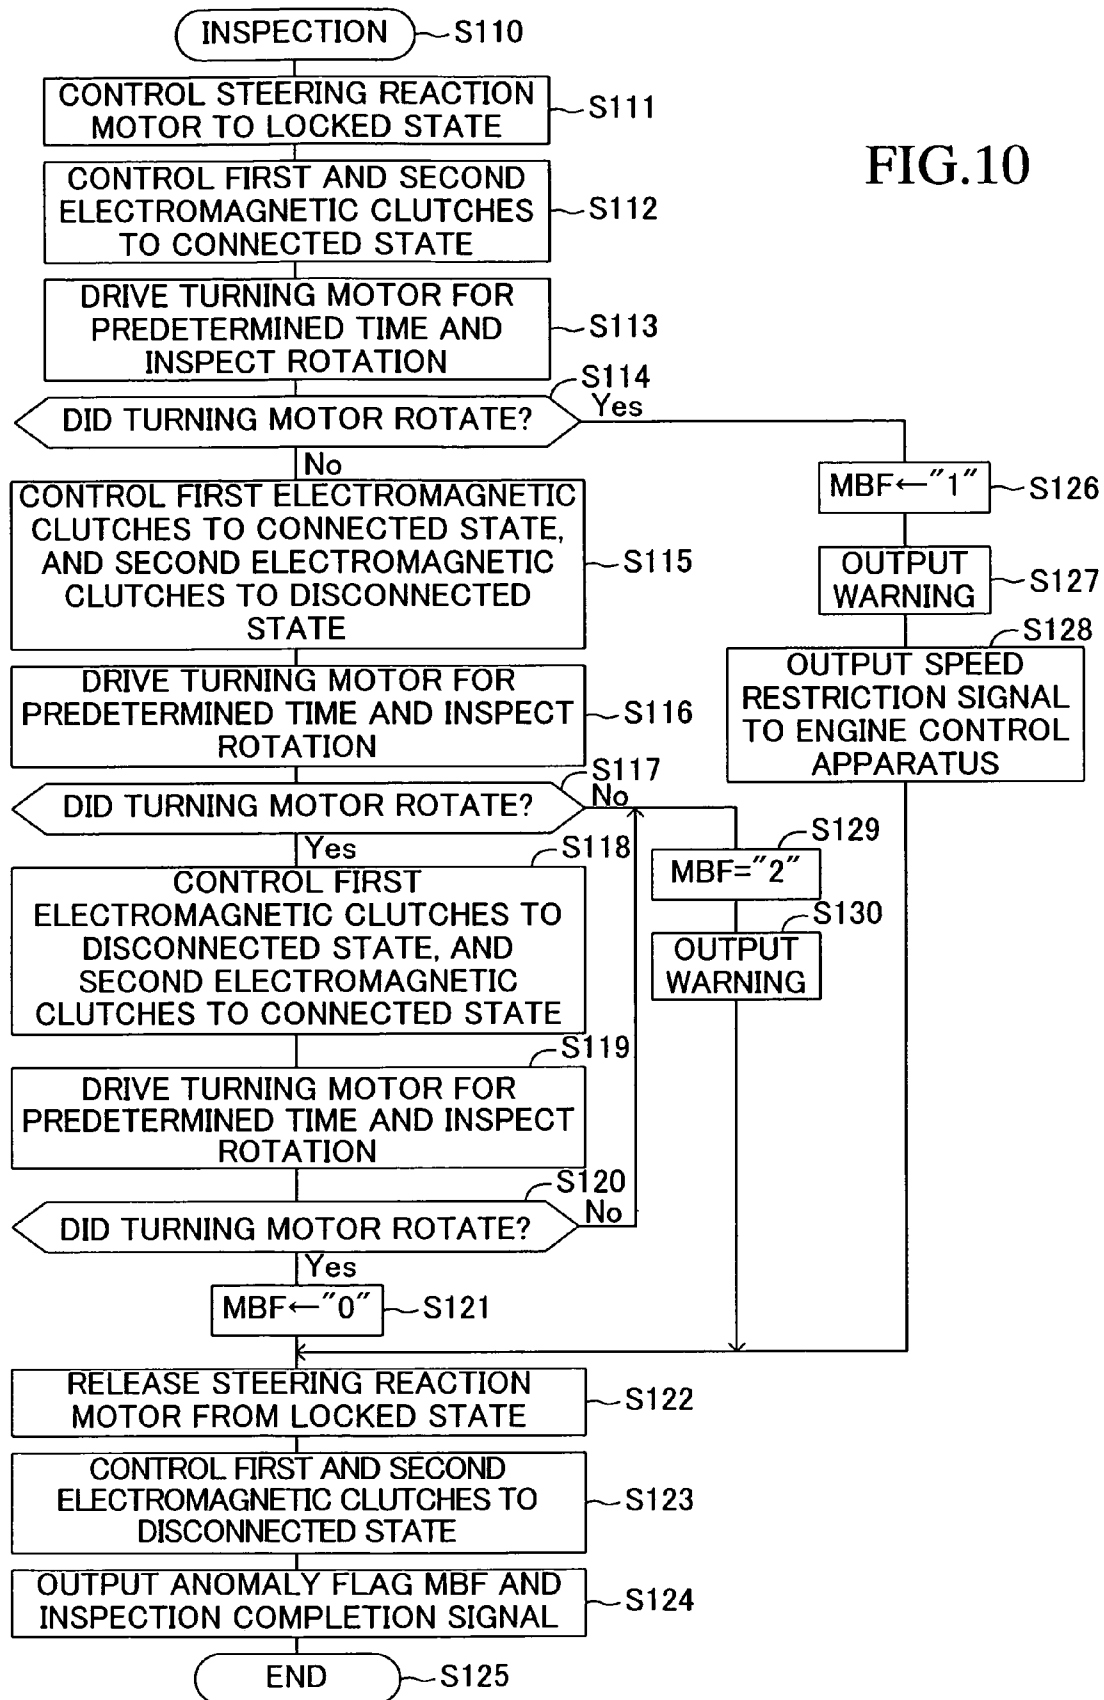 INSPECTION
S110
CONTROL STEERING REACTION
MOTOR TO LOCKED STATE
S111
FIG.10
CONTROL FIRST AND SECOND
ELECTROMAGNETIC CLUTCHES
TO CONNECTED STATE
S112
DRIVE TURNING MOTOR FOR
PREDETERMINED TIME AND
INSPECT ROTATION
S113
S114
DID TURNING MOTOR ROTATE?
Yes
No
MBF←"1"
S126
CONTROL FIRST ELECTROMAGNETIC
CLUTCHES TO CONNECTED STATE,
AND SECOND ELECTROMAGNETIC
CLUTCHES TO DISCONNECTED
STATE
S115
OUTPUT
WARNING
S127
S128
OUTPUT SPEED
RESTRICTION SIGNAL
TO ENGINE CONTROL
APPARATUS
DRIVE TURNING MOTOR FOR
PREDETERMINED TIME AND INSPECT
ROTATION
S116
S117
DID TURNING MOTOR ROTATE?
No
Yes
S129
MBF="2"
S118
CONTROL FIRST
ELECTROMAGNETIC CLUTCHES TO
DISCONNECTED STATE, AND
SECOND ELECTROMAGNETIC
CLUTCHES TO CONNECTED STATE
S130
OUTPUT
WARNING
S119
DRIVE TURNING MOTOR FOR
PREDETERMINED TIME AND INSPECT
ROTATION
S120
DID TURNING MOTOR ROTATE?
No
Yes
MBF←"0"
S121
RELEASE STEERING REACTION
MOTOR FROM LOCKED STATE
S122
CONTROL FIRST AND SECOND
ELECTROMAGNETIC CLUTCHES TO
DISCONNECTED STATE
S123
OUTPUT ANOMALY FLAG MBF AND
INSPECTION COMPLETION SIGNAL
S124
END
S125